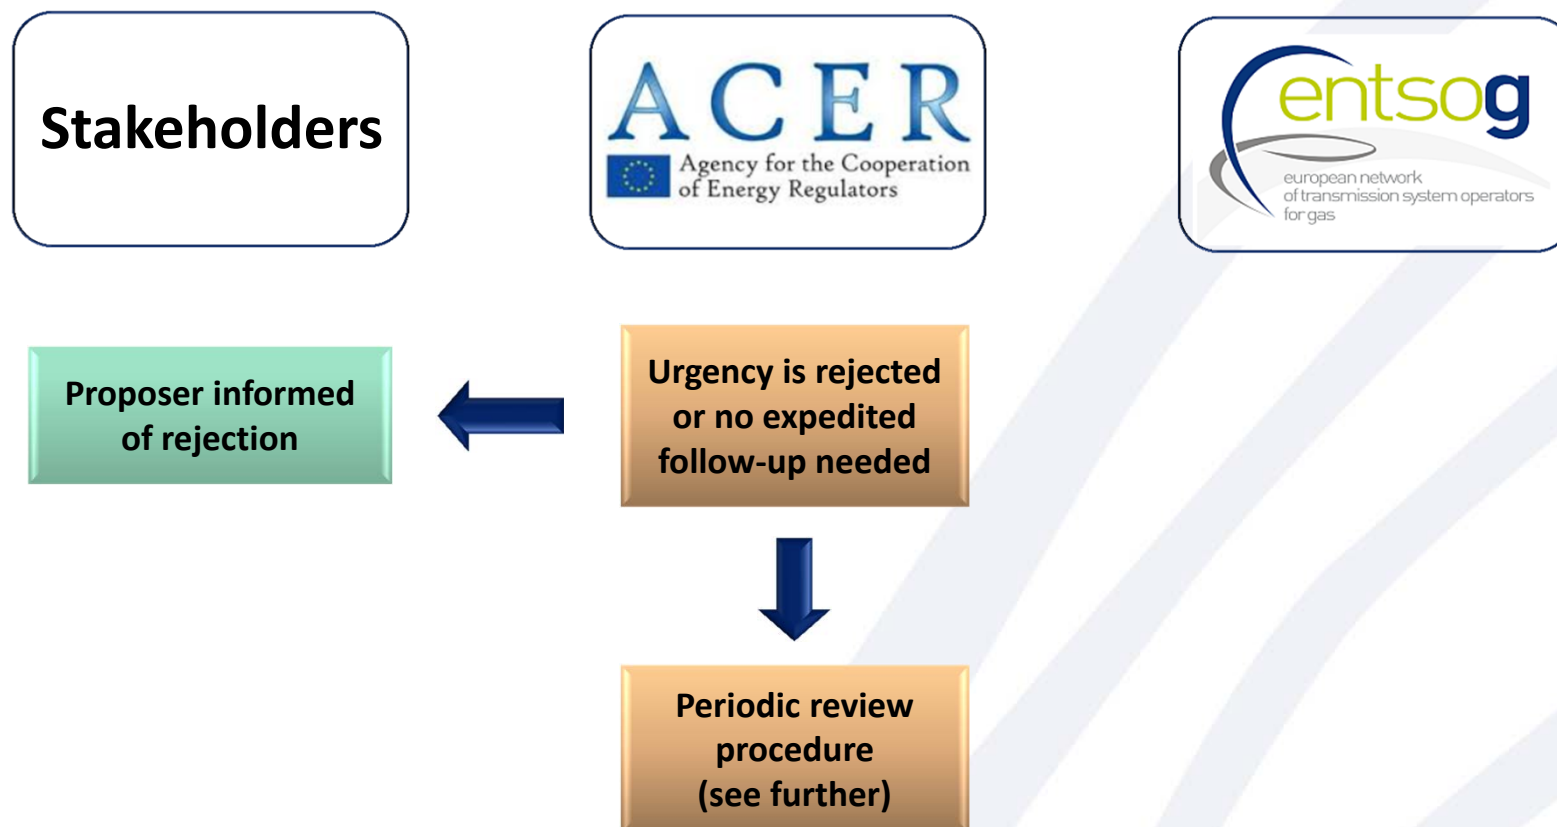 Stakeholders
ACER
Agency for the Cooperation
of Energy Regulators
entsog
european network
of transmission system operators
for gas
Proposer informed
of rejection
Urgency is rejected
or no expedited
follow-up needed
Periodic review
procedure
(see further)